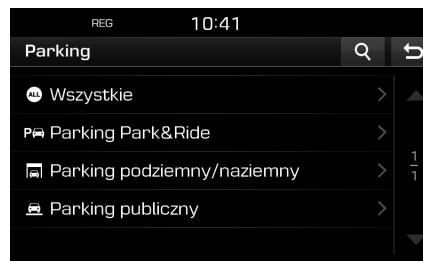 REG 10:41
Parking
ALL Wszystkie
P Parking Park&Ride
Parking podziemny/naziemny
Parking publiczny
1
1